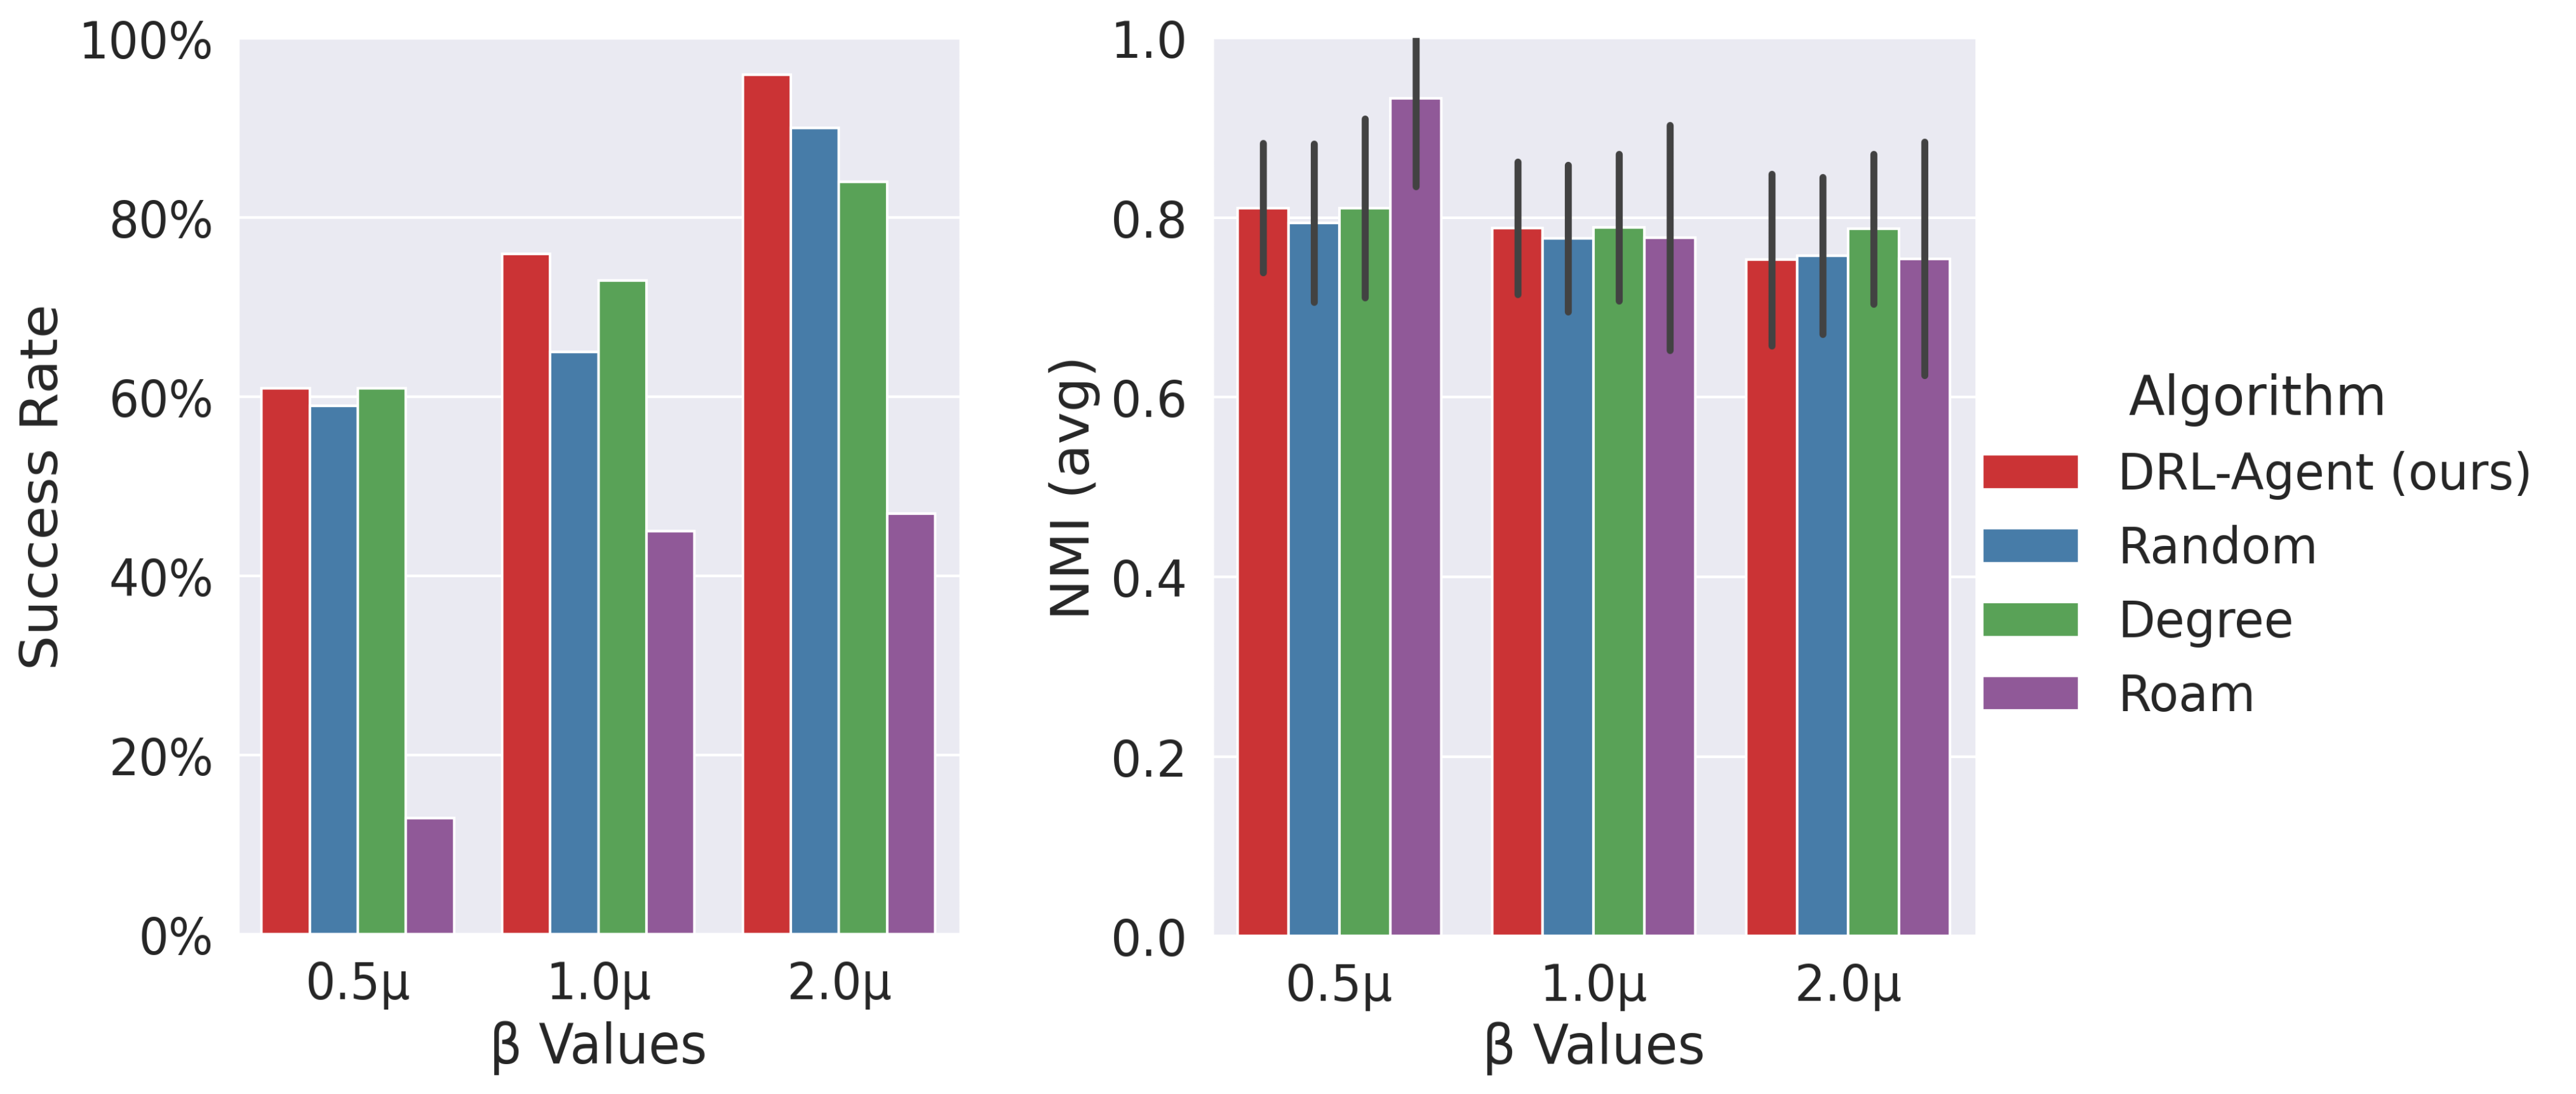 100%
80%
60%
40%
20%
0%
Success Rate
0.5μ 1.0μ 2.0μ
β Values
1.0
0.8
0.6
0.4
0.2
0.0
NMI (avg)
0.5μ 1.0μ 2.0μ
β Values
Algorithm
DRL-Agent (ours)
Random
Degree
Roam